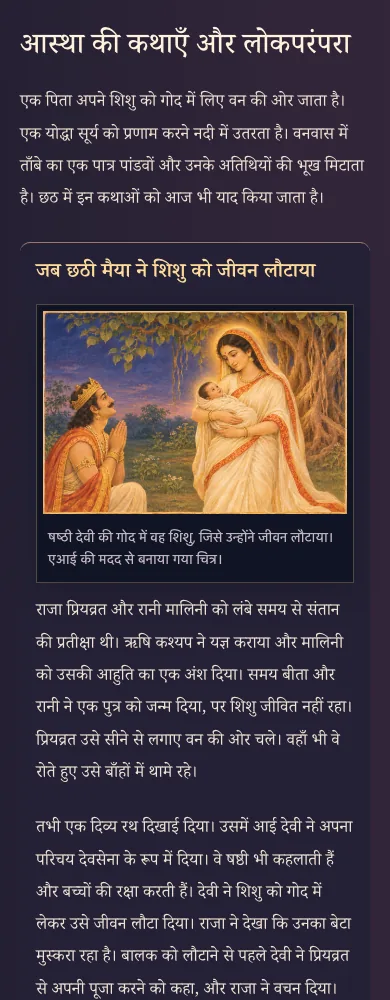 आस्था की कथाएँ और लोकपरंपरा
एक पिता अपने शिशु को गोद में लिए वन की ओर जाता है।
एक योद्धा सूर्य को प्रणाम करने नदी में उतरता है। वनवास में
ताँबे का एक पात्र पांडवों और उनके अतिथियों की भूख मिटाता
है। छठ में इन कथाओं को आज भी याद किया जाता है।
जब छठी मैया ने शिशु को जीवन लौटाया
षष्ठी देवी की गोद में वह शिशु, जिसे उन्होंने जीवन लौटाया।
एआई की मदद से बनाया गया चित्र।
राजा प्रियव्रत और रानी मालिनी को लंबे समय से संतान
की प्रतीक्षा थी। ऋषि कश्यप ने यज्ञ कराया और मालिनी
को उसकी आहुति का एक अंश दिया। समय बीता और
रानी ने एक पुत्र को जन्म दिया, पर शिशु जीवित नहीं रहा।
प्रियव्रत उसे सीने से लगाए वन की ओर चले। वहाँ भी वे
रोते हुए उसे बाँहों में थामे रहे।
तभी एक दिव्य रथ दिखाई दिया। उसमें आई देवी ने अपना
परिचय देवसेना के रूप में दिया। वे षष्ठी भी कहलाती हैं
और बच्चों की रक्षा करती हैं। देवी ने शिशु को गोद में
लेकर उसे जीवन लौटा दिया। राजा ने देखा कि उनका बेटा
मुस्करा रहा है। बालक को लौटाने से पहले देवी ने प्रियव्रत
से अपनी पूजा करने को कहा, और राजा ने वचन दिया।